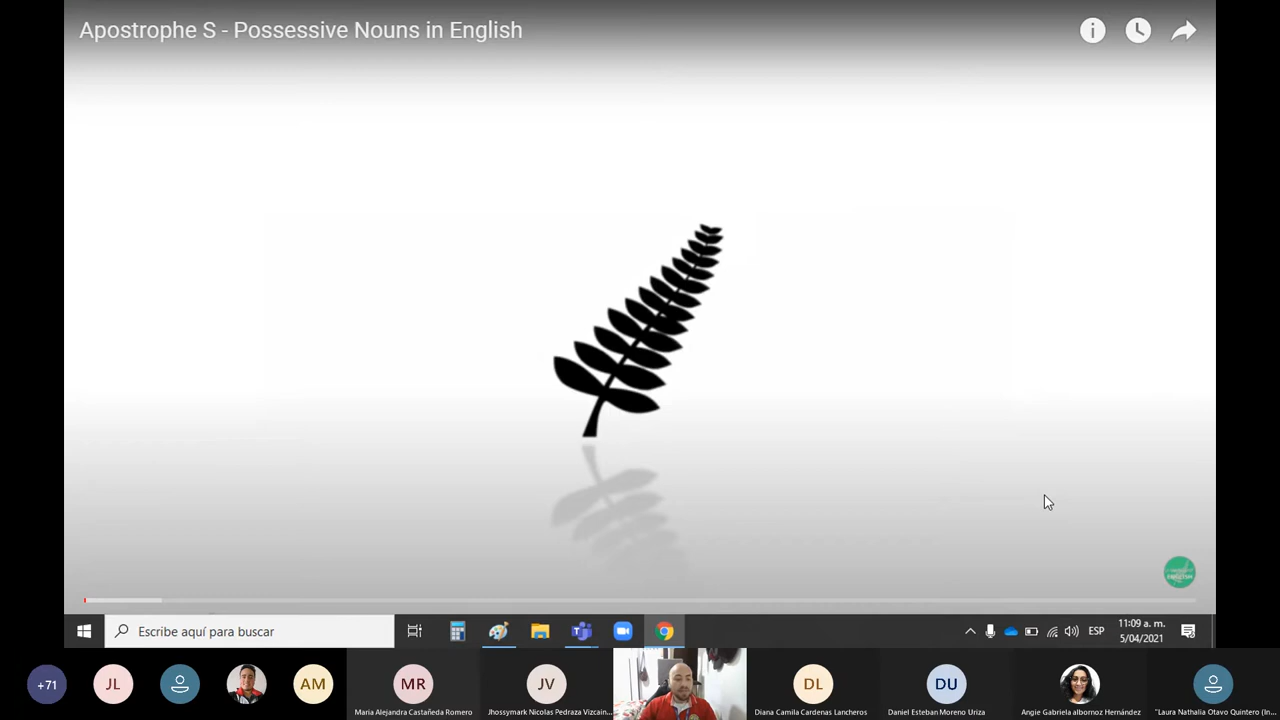 Apostrophe S - Possessive Nouns in English
Escribe aquí para buscar
ESP
11:09 a. m.
5/04/2021
+71
JL
AM
MR
JV
DL
DU
Maria Alejandra Castañeda Romero
Jhossymark Nicolas Pedraza Vizcain...
Diana Camila Cardenas Lancheros
Daniel Esteban Moreno Uriza
Angie Gabriela albornoz Hernández
"Laura Nathalia Otavo Quintero (In...